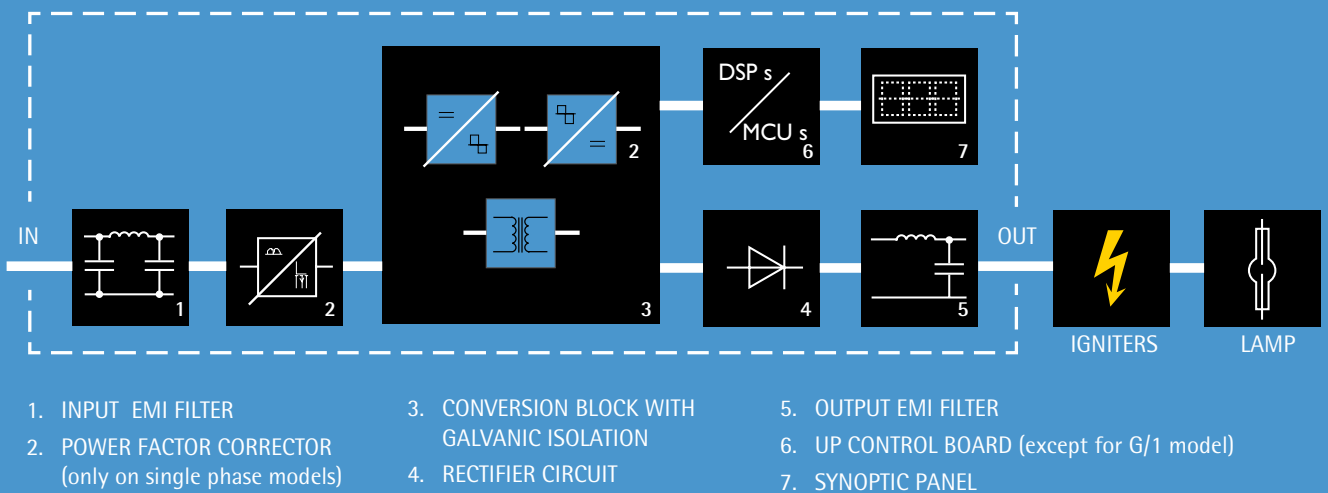 DSP s
MCU s
2
6
7
IN
OUT
1
2
3
4
5
IGNITERS
LAMP
1. INPUT EMI FILTER
2. POWER FACTOR CORRECTOR
(only on single phase models)
3. CONVERSION BLOCK WITH
GALVANIC ISOLATION
4. RECTIFIER CIRCUIT
5. OUTPUT EMI FILTER
6. UP CONTROL BOARD (except for G/1 model)
7. SYNOPTIC PANEL